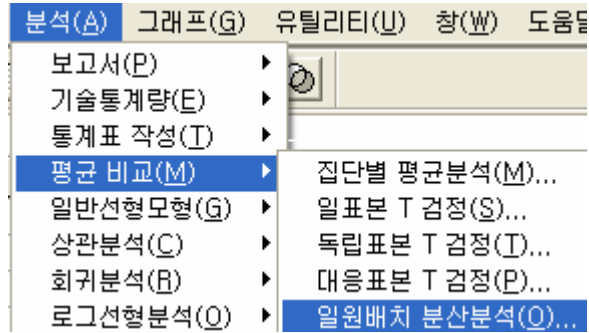 분석(A) 그래프(G) 유틸리티(U) 창(W) 도움말
보고서(P)
기술통계량(E)
통계표 작성(T)
평균 비교(M)
일반선형모형(G)
상관분석(C)
회귀분석(R)
로그선형분석(O)
집단별 평균분석(M)...
일표본 T 검정(S)...
독립표본 T 검정(T)...
대응표본 T 검정(P)...
일원배치 분산분석(O)...